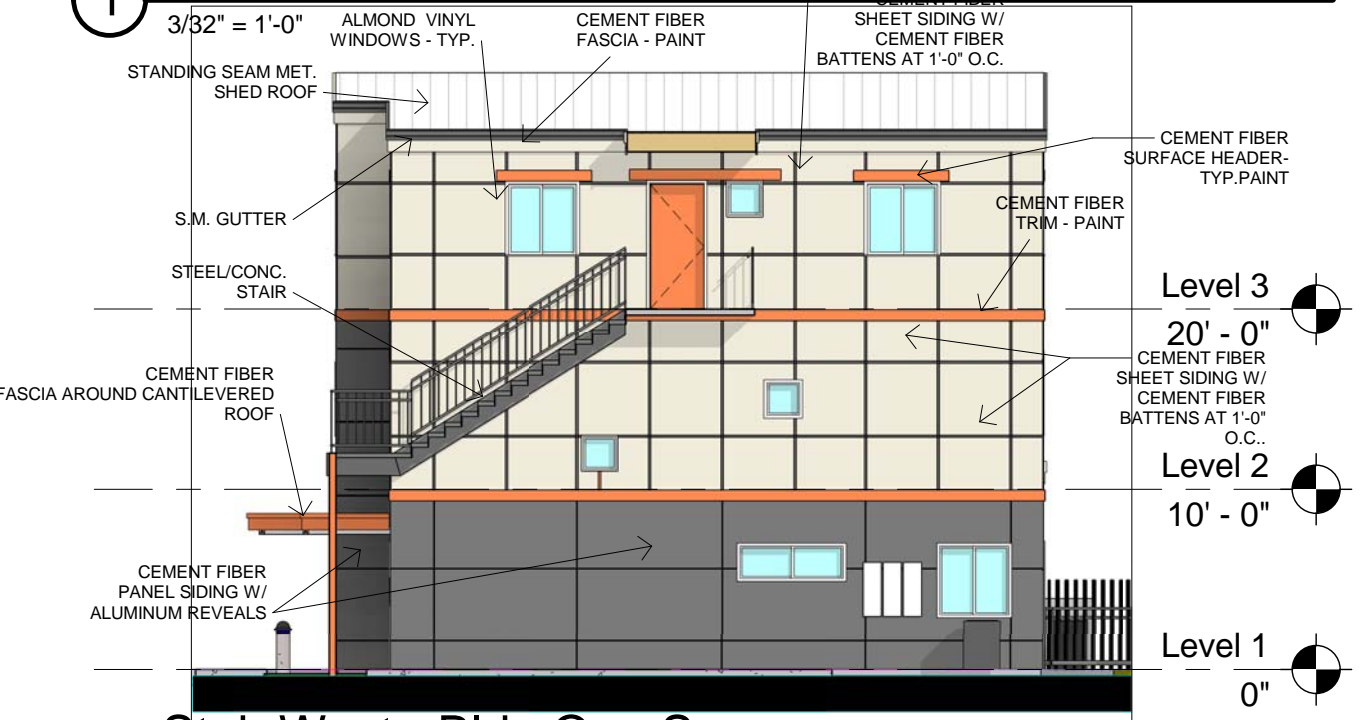 1
3/32" = 1'-0"
ALMOND VINYL
WINDOWS - TYP.
CEMENT FIBER
FASCIA - PAINT
CEMENT FIBER
SHEET SIDING W/
CEMENT FIBER
BATTENS AT 1'-0" O.C.
STANDING SEAM MET.
SHED ROOF
CEMENT FIBER
SURFACE HEADER-
TYP.PAINT
CEMENT FIBER
TRIM - PAINT
S.M. GUTTER
STEEL/CONC.
STAIR
Level 3
20' - 0"
CEMENT FIBER
SHEET SIDING W/
CEMENT FIBER
BATTENS AT 1'-0"
O.C..
CEMENT FIBER
FASCIA AROUND CANTILEVERED
ROOF
Level 2
10' - 0"
CEMENT FIBER
PANEL SIDING W/
ALUMINUM REVEALS
Level 1
0"